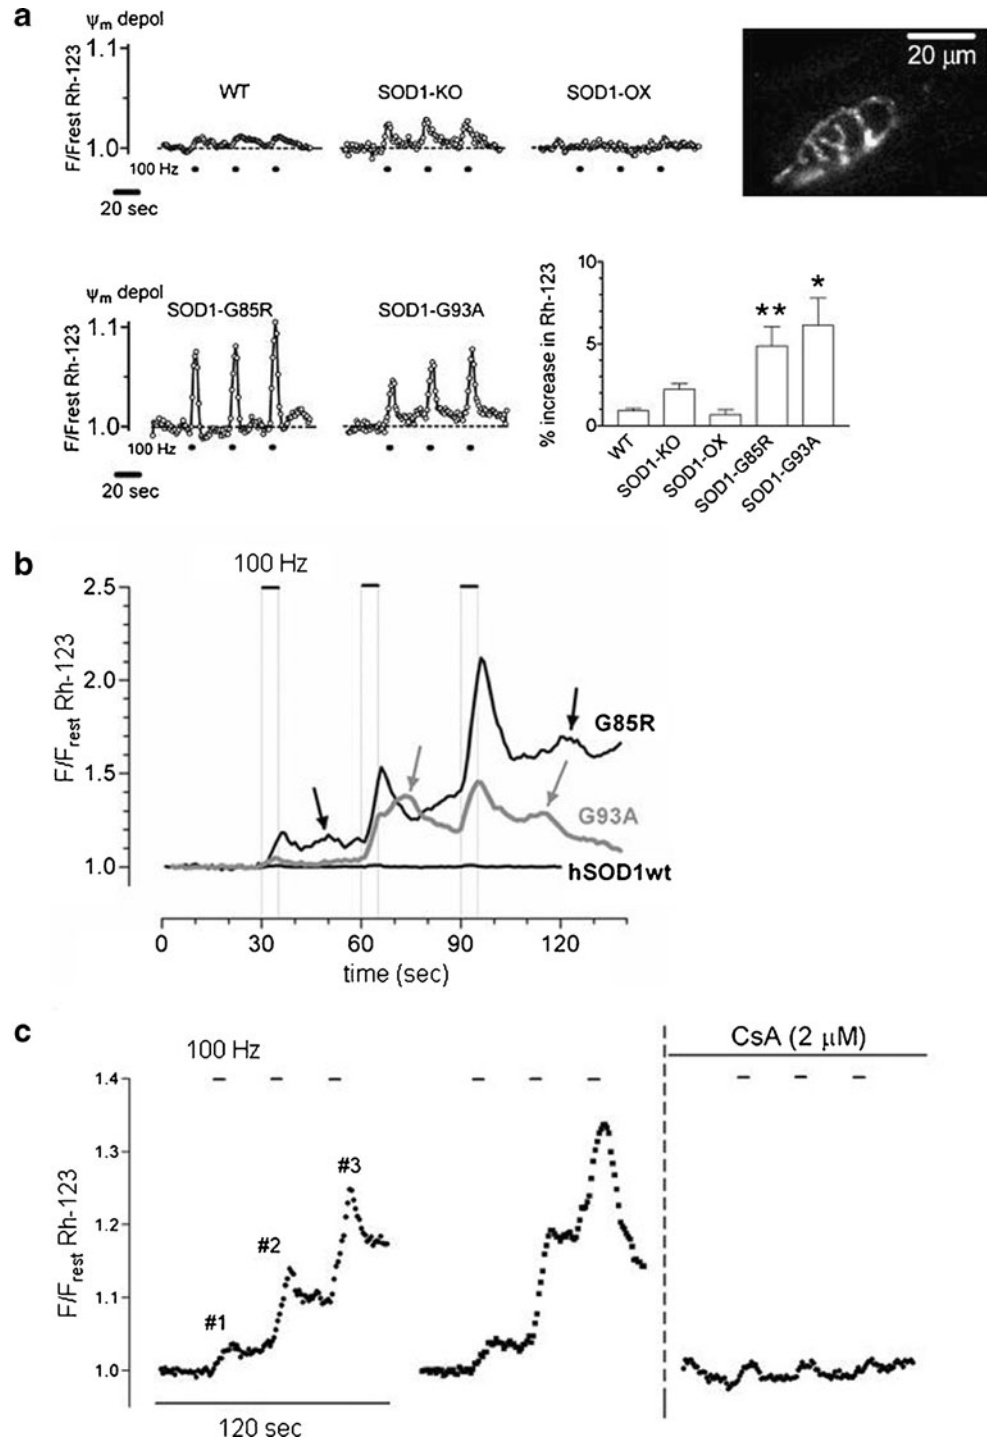 a
ψm depol
F/Frest Rh-123
1.1
1.0
WT
SOD1-KO
SOD1-OX
100 Hz
20 sec
20 μm
ψm depol
F/Frest Rh-123
1.1
1.0
SOD1-G85R
SOD1-G93A
100 Hz
20 sec
% increase in Rh-123
10
5
0
**
*
WT
SOD1-KO
SOD1-OX
SOD1-G85R
SOD1-G93A
b
100 Hz
F/Frest Rh-123
2.5
2.0
1.5
1.0
G85R
G93A
hSOD1wt
0 30 60 90 120
time (sec)
c
100 Hz
CsA (2 μM)
F/Frest Rh-123
1.4
1.3
1.2
1.1
1.0
#1
#2
#3
120 sec